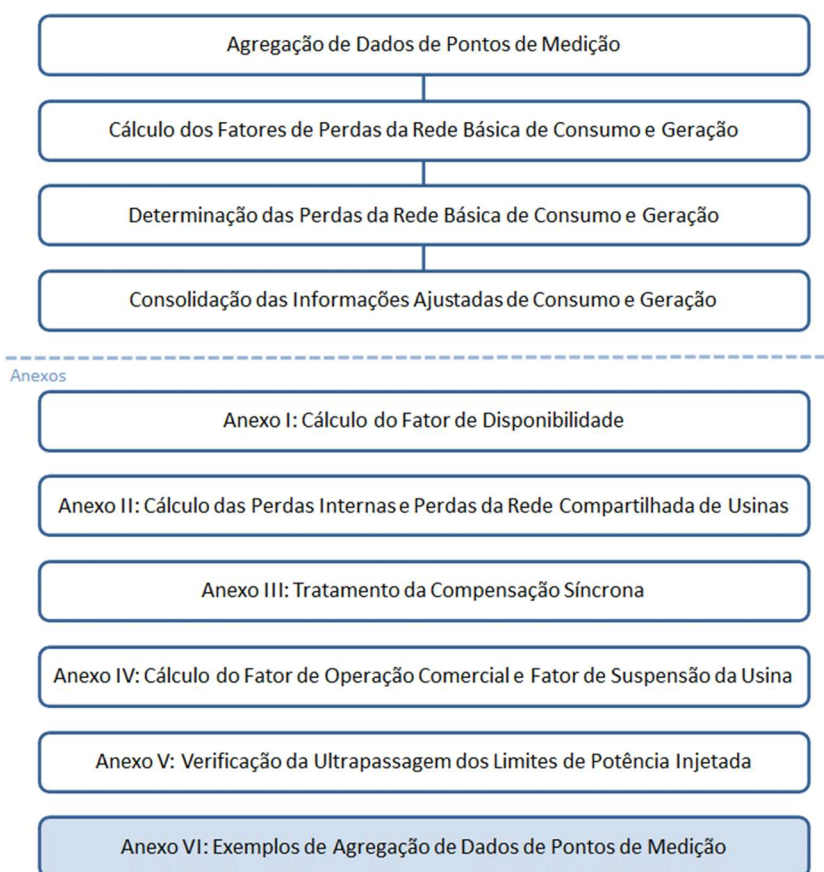 Agregação de Dados de Pontos de Medição
Cálculo dos Fatores de Perdas da Rede Básica de Consumo e Geração
Determinação das Perdas da Rede Básica de Consumo e Geração
Consolidação das Informações Ajustadas de Consumo e Geração
Anexos
Anexo I: Cálculo do Fator de Disponibilidade
Anexo II: Cálculo das Perdas Internas e Perdas da Rede Compartilhada de Usinas
Anexo III: Tratamento da Compensação Síncrona
Anexo IV: Cálculo do Fator de Operação Comercial e Fator de Suspensão da Usina
Anexo V: Verificação da Ultrapassagem dos Limites de Potência Injetada
Anexo VI: Exemplos de Agregação de Dados de Pontos de Medição